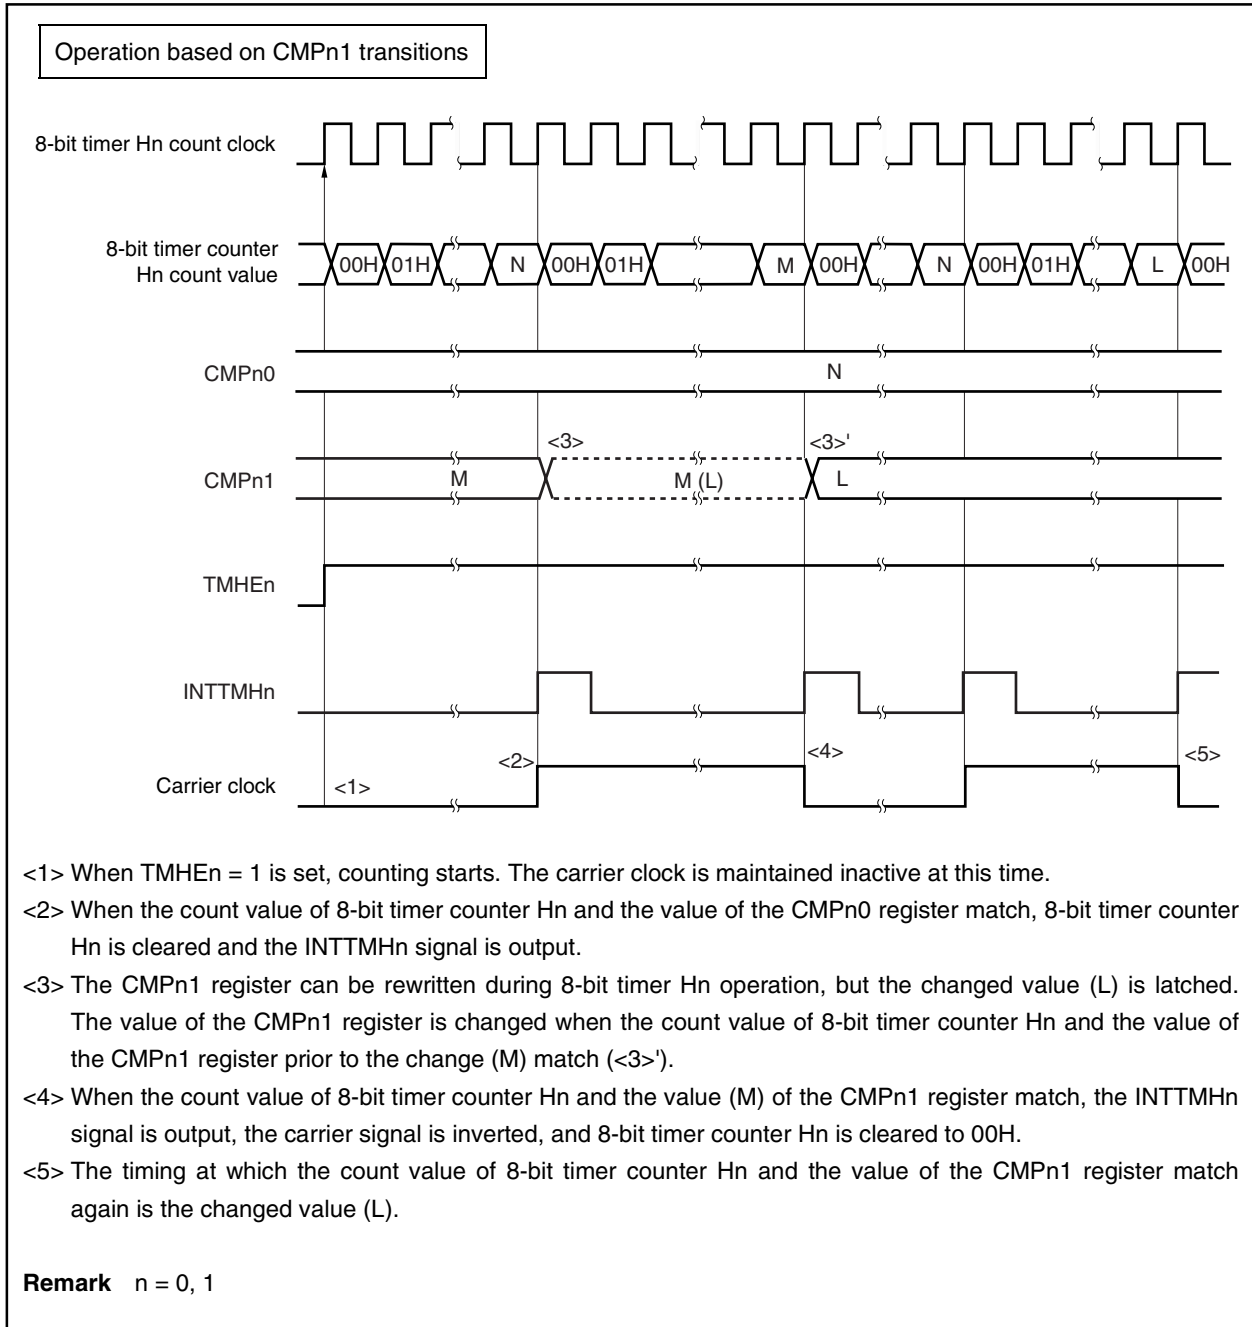 Operation based on CMPn1 transitions
8-bit timer Hn count clock
8-bit timer counter
Hn count value
00H 01H N 00H 01H M 00H N 00H 01H L 00H
CMPn0
N
<3> <3>'
CMPn1
M M (L) L
TMHEn
INTTMHn
<2> <4> <5>
Carrier clock
<1>
<1> When TMHEn = 1 is set, counting starts. The carrier clock is maintained inactive at this time.
<2> When the count value of 8-bit timer counter Hn and the value of the CMPn0 register match, 8-bit timer counter
Hn is cleared and the INTTMHn signal is output.
<3> The CMPn1 register can be rewritten during 8-bit timer Hn operation, but the changed value (L) is latched.
The value of the CMPn1 register is changed when the count value of 8-bit timer counter Hn and the value of
the CMPn1 register prior to the change (M) match (<3>').
<4> When the count value of 8-bit timer counter Hn and the value (M) of the CMPn1 register match, the INTTMHn
signal is output, the carrier signal is inverted, and 8-bit timer counter Hn is cleared to 00H.
<5> The timing at which the count value of 8-bit timer counter Hn and the value of the CMPn1 register match
again is the changed value (L).
Remark n = 0, 1